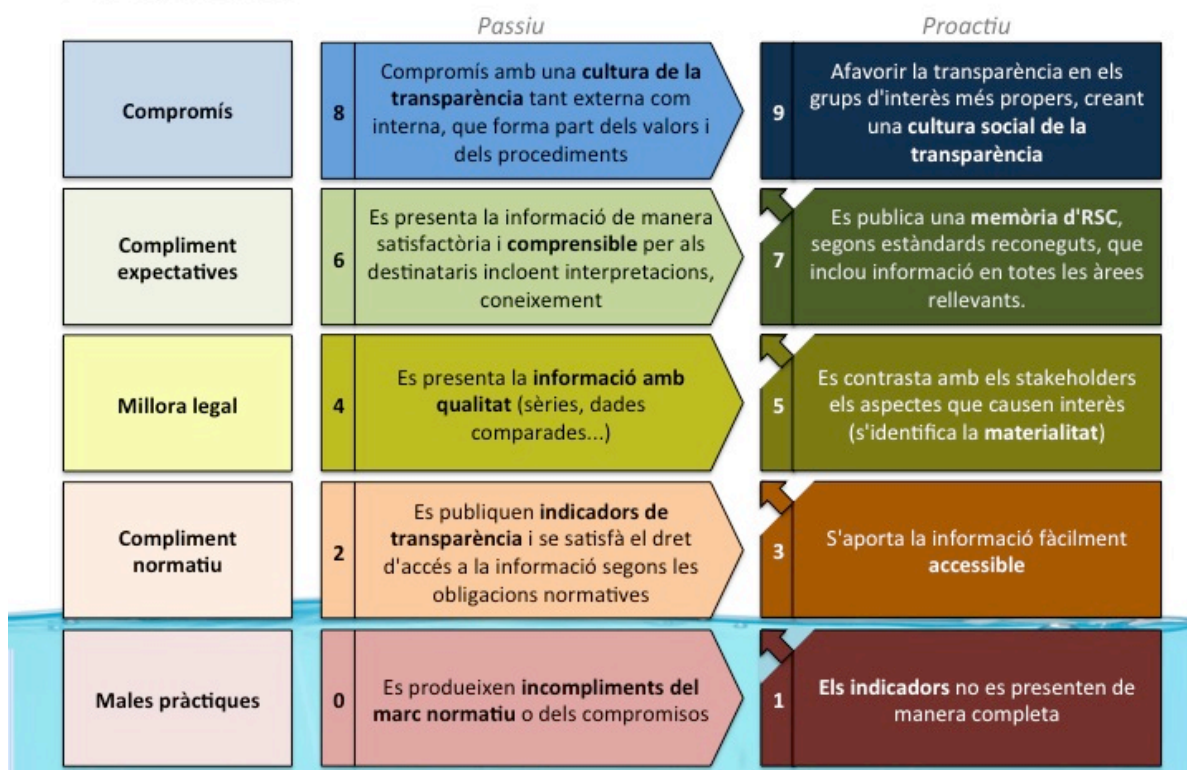 Passiu
Proactiu
Compromís
8
Compromís amb una cultura de la
transparència tant externa com
interna, que forma part dels valors i
dels procediments
9
Afavorir la transparència en els
grups d'interès més propers, creant
una cultura social de la
transparència
Compliment
expectatives
6
Es presenta la informació de manera
satisfactòria i comprensible per als
destinataris incloent interpretacions,
coneixement
7
Es publica una memòria d'RSC,
segons estàndards reconeguts, que
inclou informació en totes les àrees
rellevants.
Millora legal
4
Es presenta la informació amb
qualitat (sèries, dades
comparades...)
5
Es contrasta amb els stakeholders
els aspectes que causen interès
(s'identifica la materialitat)
Compliment
normatiu
2
Es publiquen indicadors de
transparència i se satisfà el dret
d'accés a la informació segons les
obligacions normatives
3
S'aporta la informació fàcilment
accessible
Males pràctiques
0
Es produeixen incompliments del
marc normatiu o dels compromisos
1
Els indicadors no es presenten de
manera completa